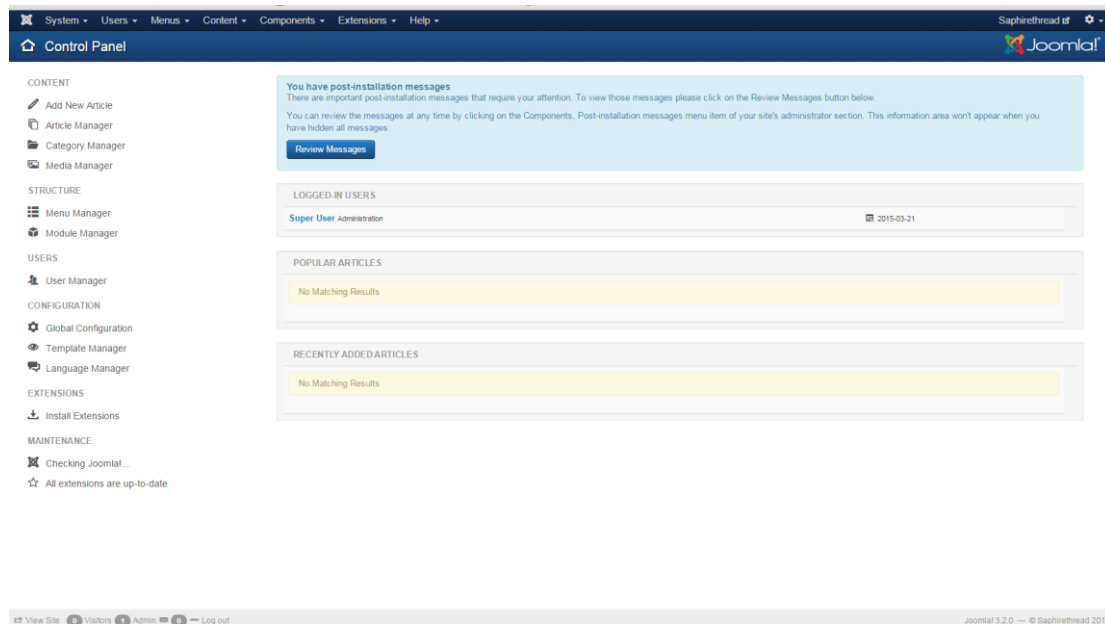 System Users Menus Content Components Extensions Help Saphirethread
Control Panel Joomla!
CONTENT
Add New Article
Article Manager
Category Manager
Media Manager
STRUCTURE
Menu Manager
Module Manager
USERS
User Manager
CONFIGURATION
Global Configuration
Template Manager
Language Manager
EXTENSIONS
Install Extensions
MAINTENANCE
Checking Joomla!...
All extensions are up-to-date
You have post-installation messages
There are important post-installation messages that require your attention. To view those messages please click on the Review Messages button below.
You can review the messages at any time by clicking on the Components, Post-installation messages menu item of your site's administrator section. This information area won't appear when you
have hidden all messages.
Review Messages
LOGGED-IN USERS
Super User Administration 2015-03-21
POPULAR ARTICLES
No Matching Results
RECENTLY ADDED ARTICLES
No Matching Results
View Site 0 Visitors 1 Admin 0 Log out Joomla! 3.2.0 — © Saphirethread 201